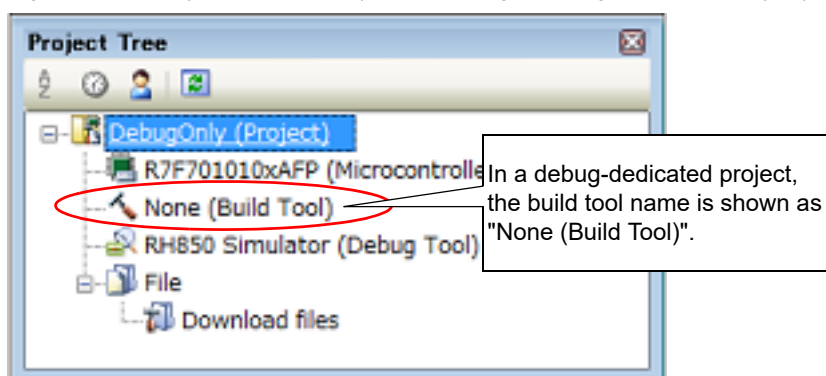 Project Tree
DebugOnly (Project)
R7F701010xAFP (Microcontrolle
None (Build Tool)
RH850 Simulator (Debug Tool)
File
Download files
In a debug-dedicated project,
the build tool name is shown as
"None (Build Tool)".